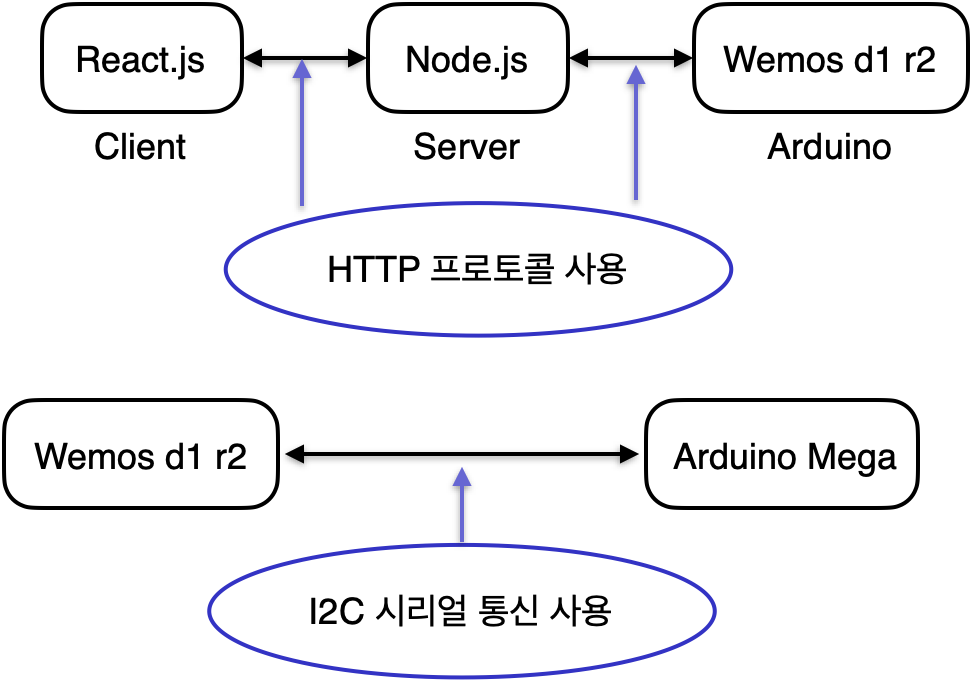 React.js
Node.js
Wemos d1 r2
Client
Server
Arduino
HTTP 프로토콜 사용
Wemos d1 r2
Arduino Mega
I2C 시리얼 통신 사용